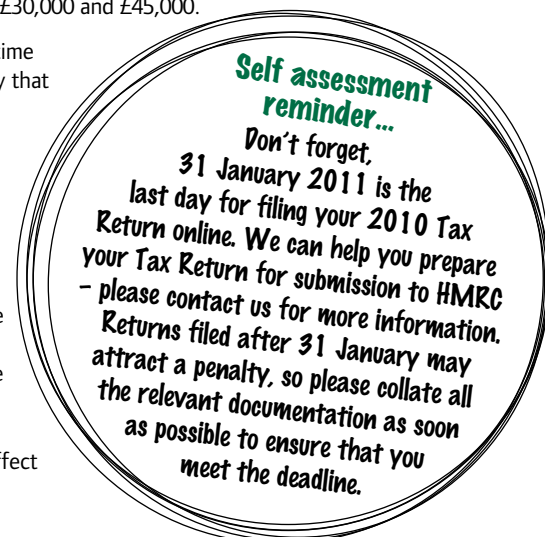 £30,000 and £45,000.
time
y that
e
e
ffect
Self assessment
reminder...
Don't forget,
31 January 2011 is the
last day for filing your 2010 Tax
Return online. We can help you prepare
your Tax Return for submission to HMRC
– please contact us for more information.
Returns filed after 31 January may
attract a penalty, so please collate all
the relevant documentation as soon
as possible to ensure that you
meet the deadline.